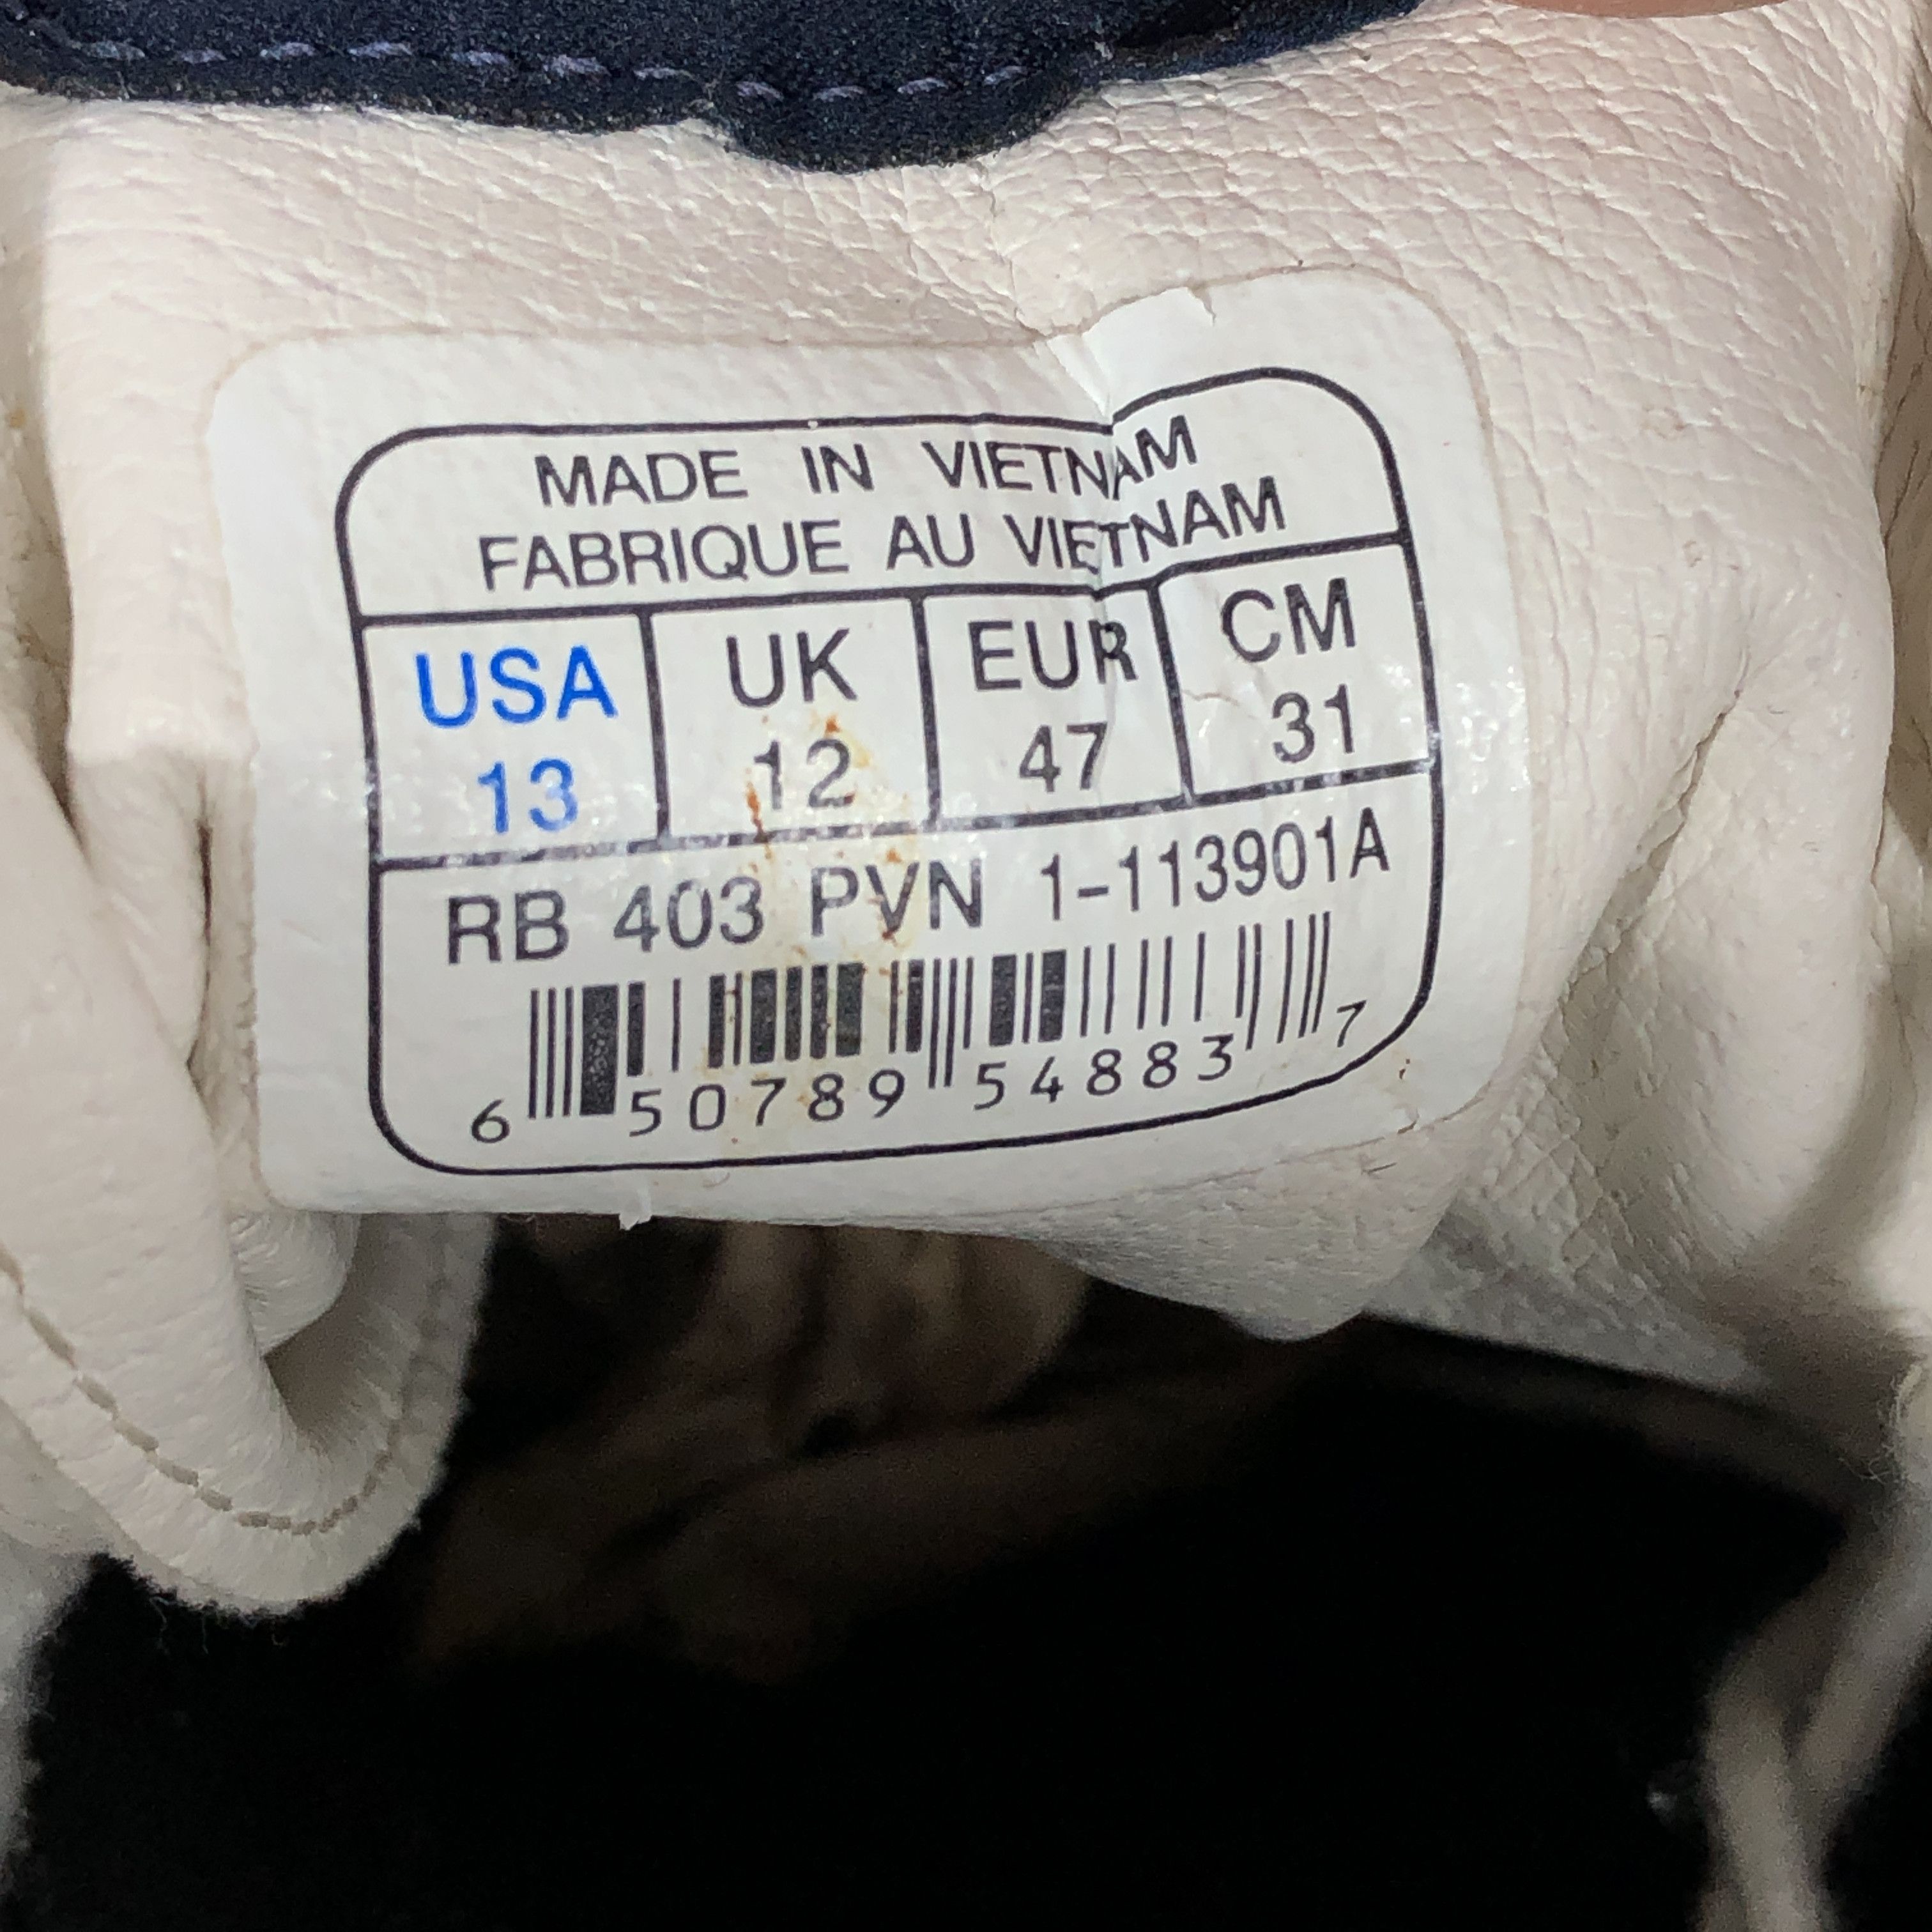 MADE IN VIETNAM
FABRIQUE AU VIETNAM
USA UK EUR CM
13 12 47 31
RB 403 PVN 1-113901A
6 50789 54883 7